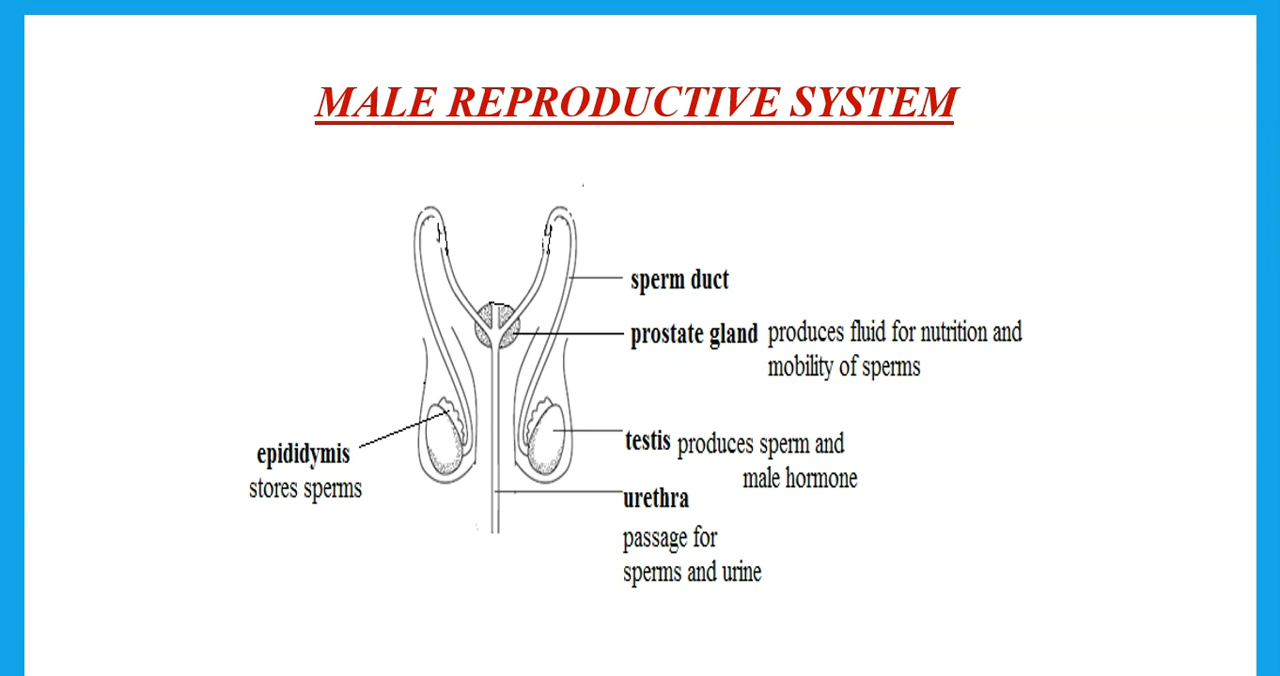 MALE REPRODUCTIVE SYSTEM
sperm duct
prostate gland produces fluid for nutrition and
mobility of sperms
epididymis
stores sperms
testis produces sperm and
male hormone
urethra
passage for
sperms and urine